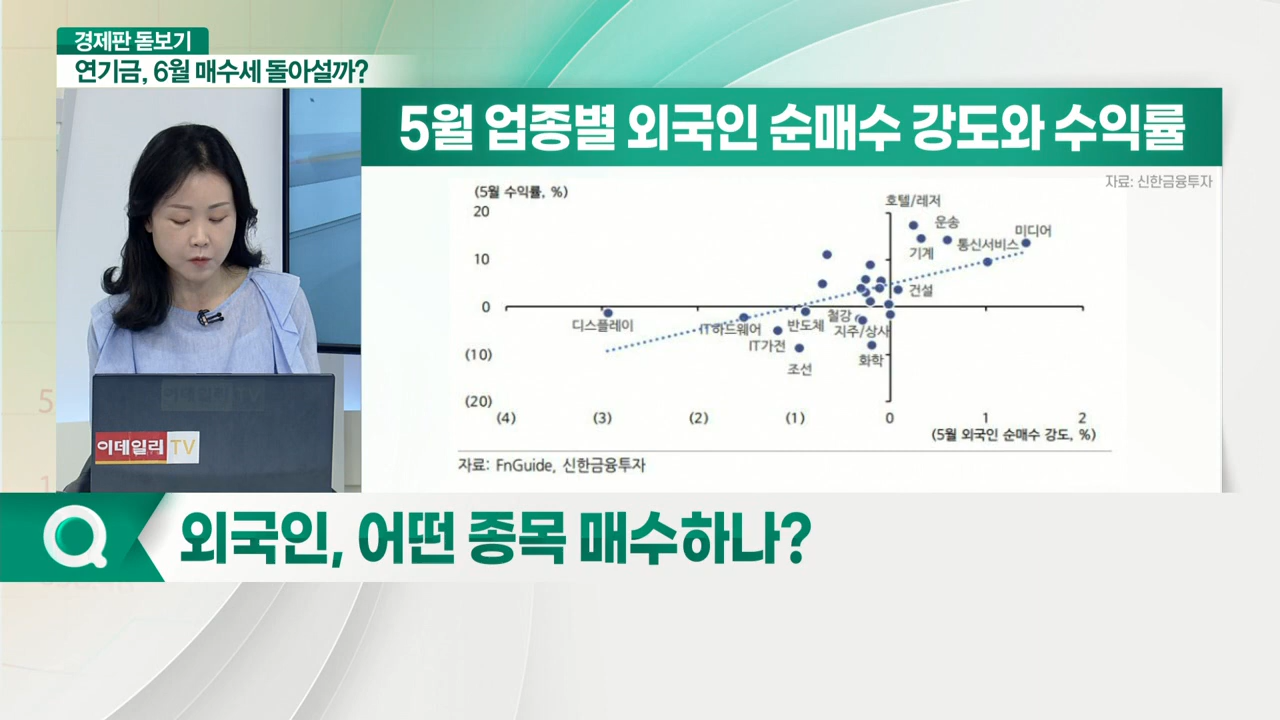 경제판 돋보기
연기금, 6월 매수세 돌아설까?
5월 업종별 외국인 순매수 강도와 수익률
자료: 신한금융투자
(5월 수익률, %)
호텔/레저
20
운송
미디어
기계
통신서비스
10
건설
0
디스플레이
IT하드웨어
반도체
철강
지주/상사
IT가전
(10)
화학
조선
(20)
(4) (3) (2) (1) 0 1 2
(5월 외국인 순매수 강도, %)
자료: FnGuide, 신한금융투자
이데일리TV
이데일리 TV
5
1
외국인, 어떤 종목 매수하나?